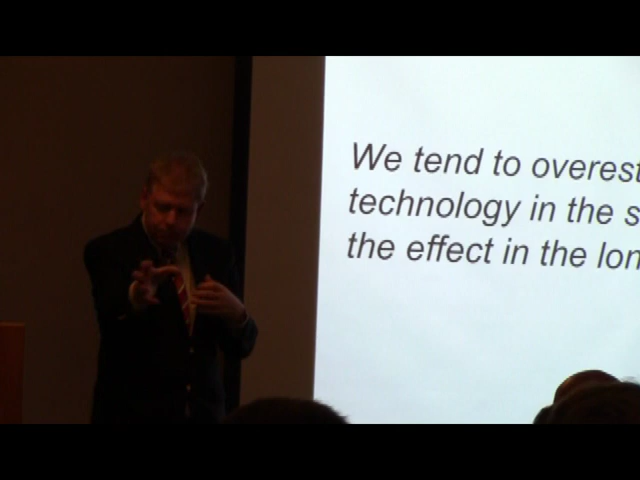 We tend to overest
technology in the s
the effect in the lon